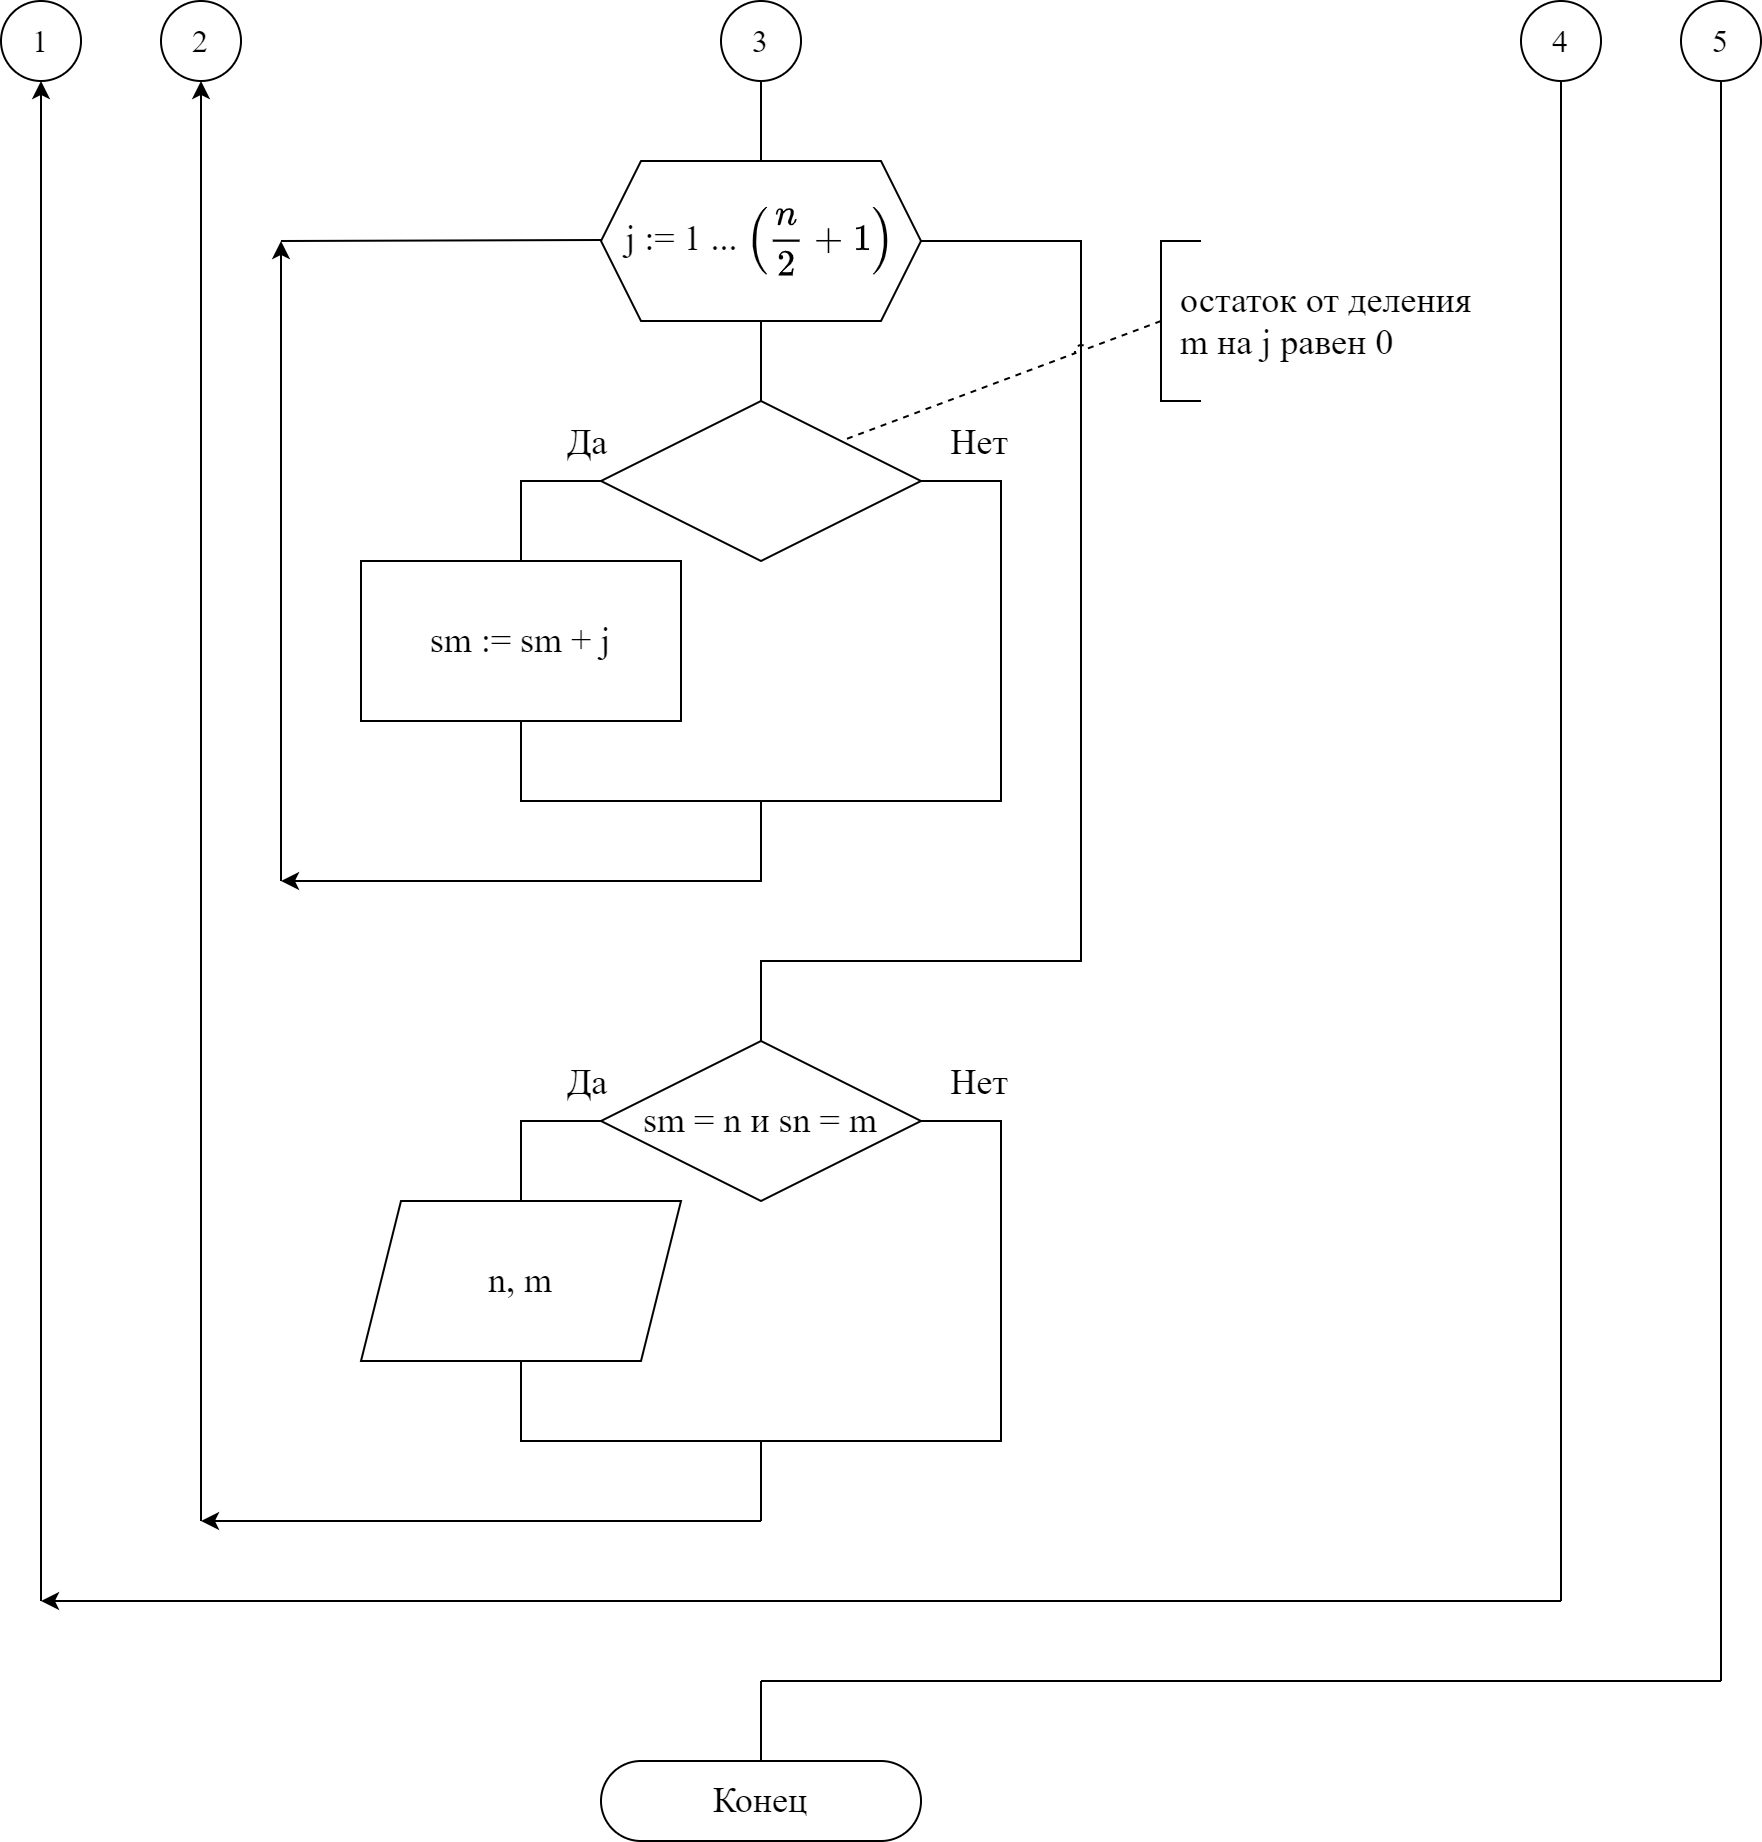 1
2
3
4
5
j := 1 ... (n/2 + 1)
остаток от деления
m на j равен 0
Да
Нет
sm := sm + j
Да
Нет
sm = n и sn = m
n, m
Конец